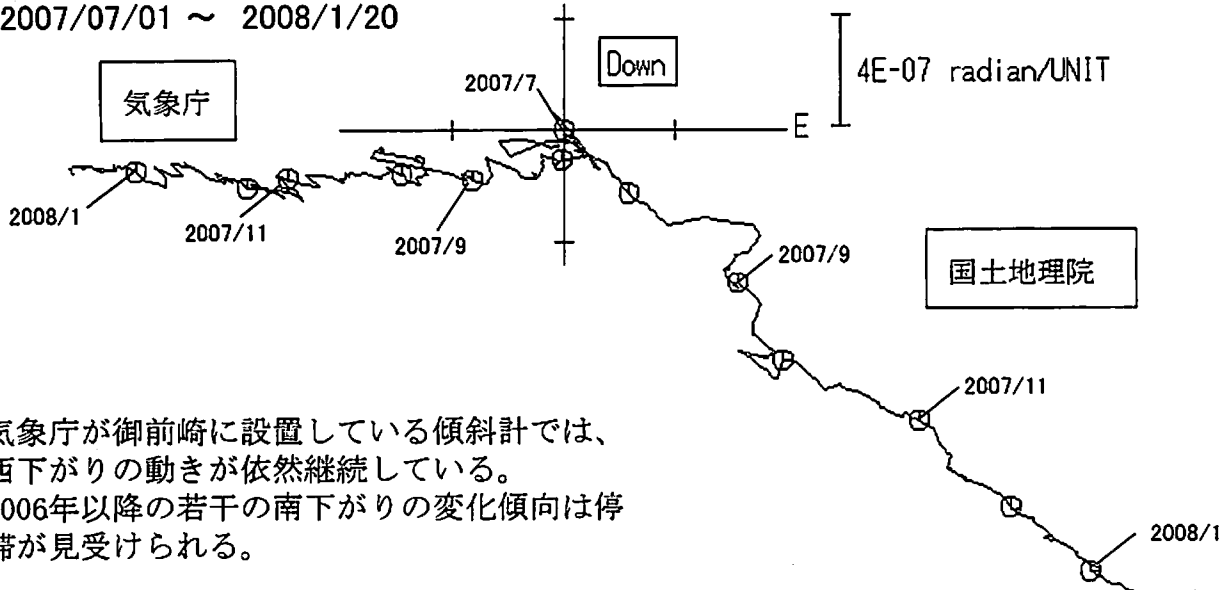 2007/07/01 ～ 2008/1/20
Down
4E-07 radian/UNIT
気象庁
2007/7
E
2008/1
2007/11
2007/9
2007/9
国土地理院
2007/11
2008/1
気象庁が御前崎に設置している傾斜計では、
西下がりの動きが依然継続している。
006年以降の若干の南下がりの変化傾向は停
滞が見受けられる。